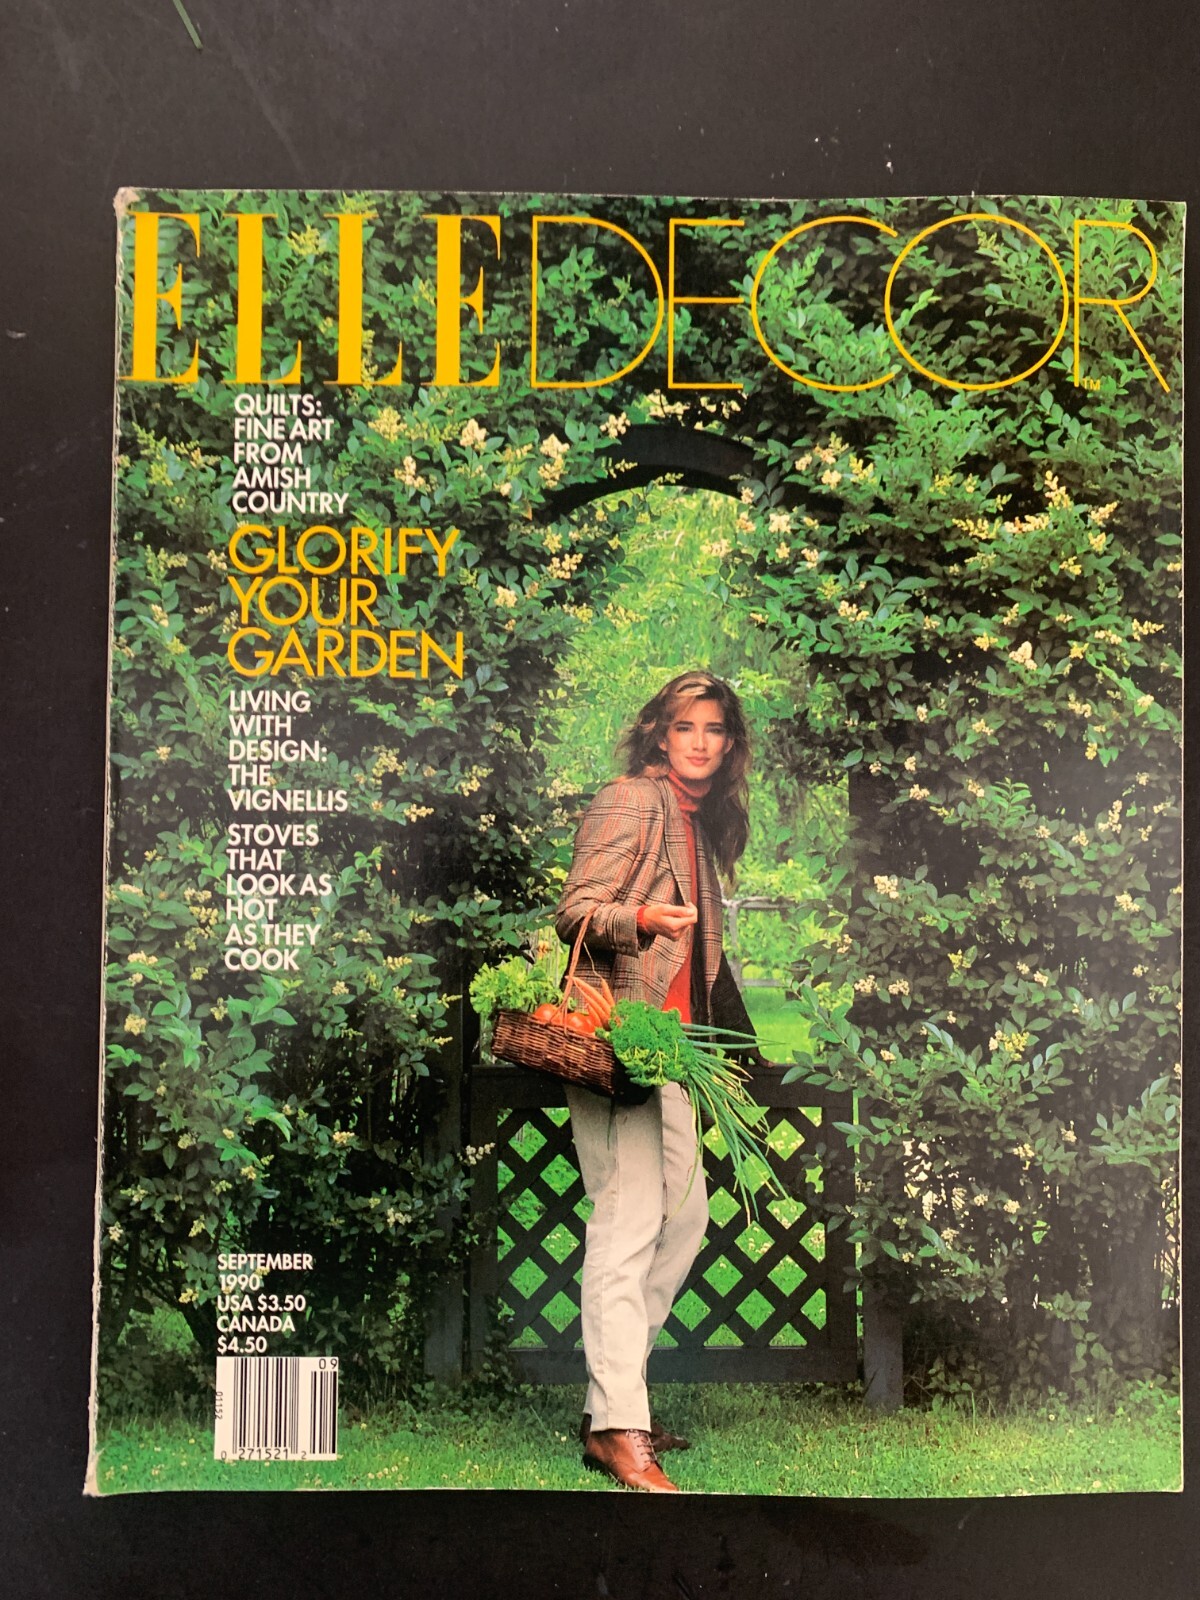 ELLE DECOR
TM
QUILTS:
FINE ART
FROM
AMISH
COUNTRY
GLORIFY
YOUR
GARDEN
LIVING
WITH
DESIGN:
THE
VIGNELLIS
STOVES
THAT
LOOK AS
HOT
AS THEY
COOK
SEPTEMBER
1990
USA $3.50
CANADA
$4.50
09
01152
0 271521 2